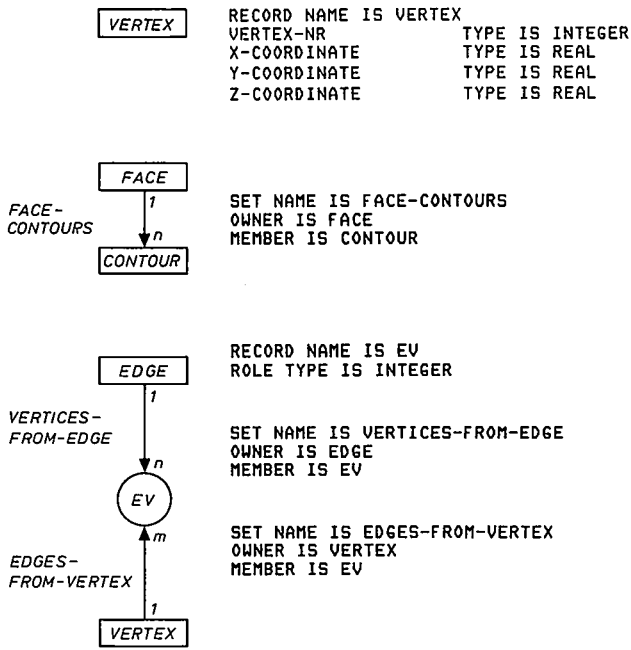 VERTEX
RECORD NAME IS VERTEX
VERTEX-NR TYPE IS INTEGER
X-COORDINATE TYPE IS REAL
Y-COORDINATE TYPE IS REAL
Z-COORDINATE TYPE IS REAL
FACE
1
FACE-
CONTOURS
n
CONTOUR
SET NAME IS FACE-CONTOURS
OWNER IS FACE
MEMBER IS CONTOUR
EDGE
1
VERTICES-
FROM-EDGE
n
EV
m
EDGES-
FROM-VERTEX
1
VERTEX
RECORD NAME IS EV
ROLE TYPE IS INTEGER
SET NAME IS VERTICES-FROM-EDGE
OWNER IS EDGE
MEMBER IS EV
SET NAME IS EDGES-FROM-VERTEX
OWNER IS VERTEX
MEMBER IS EV